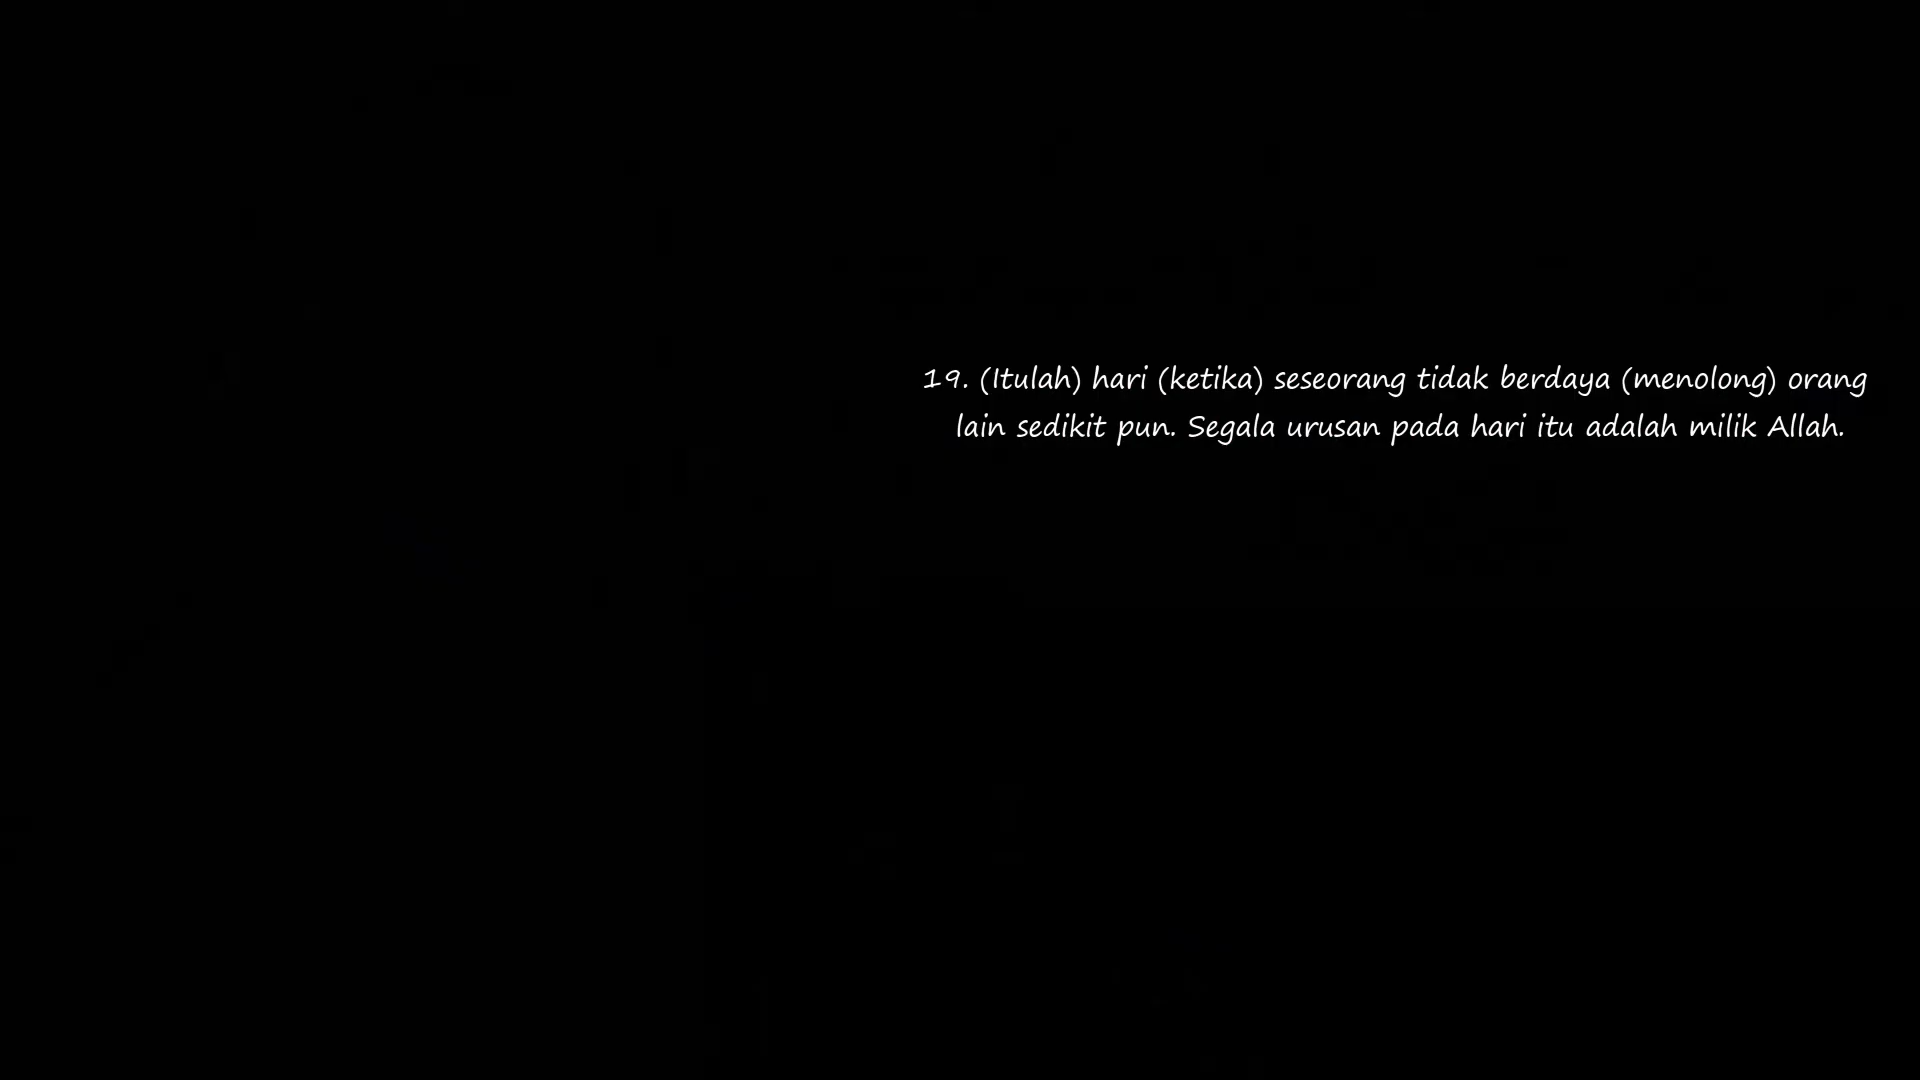 19. (Itulah) hari (ketika) seseorang tidak berdaya (menolong) orang
lain sedikit pun. Segala urusan pada hari itu adalah milik Allah.